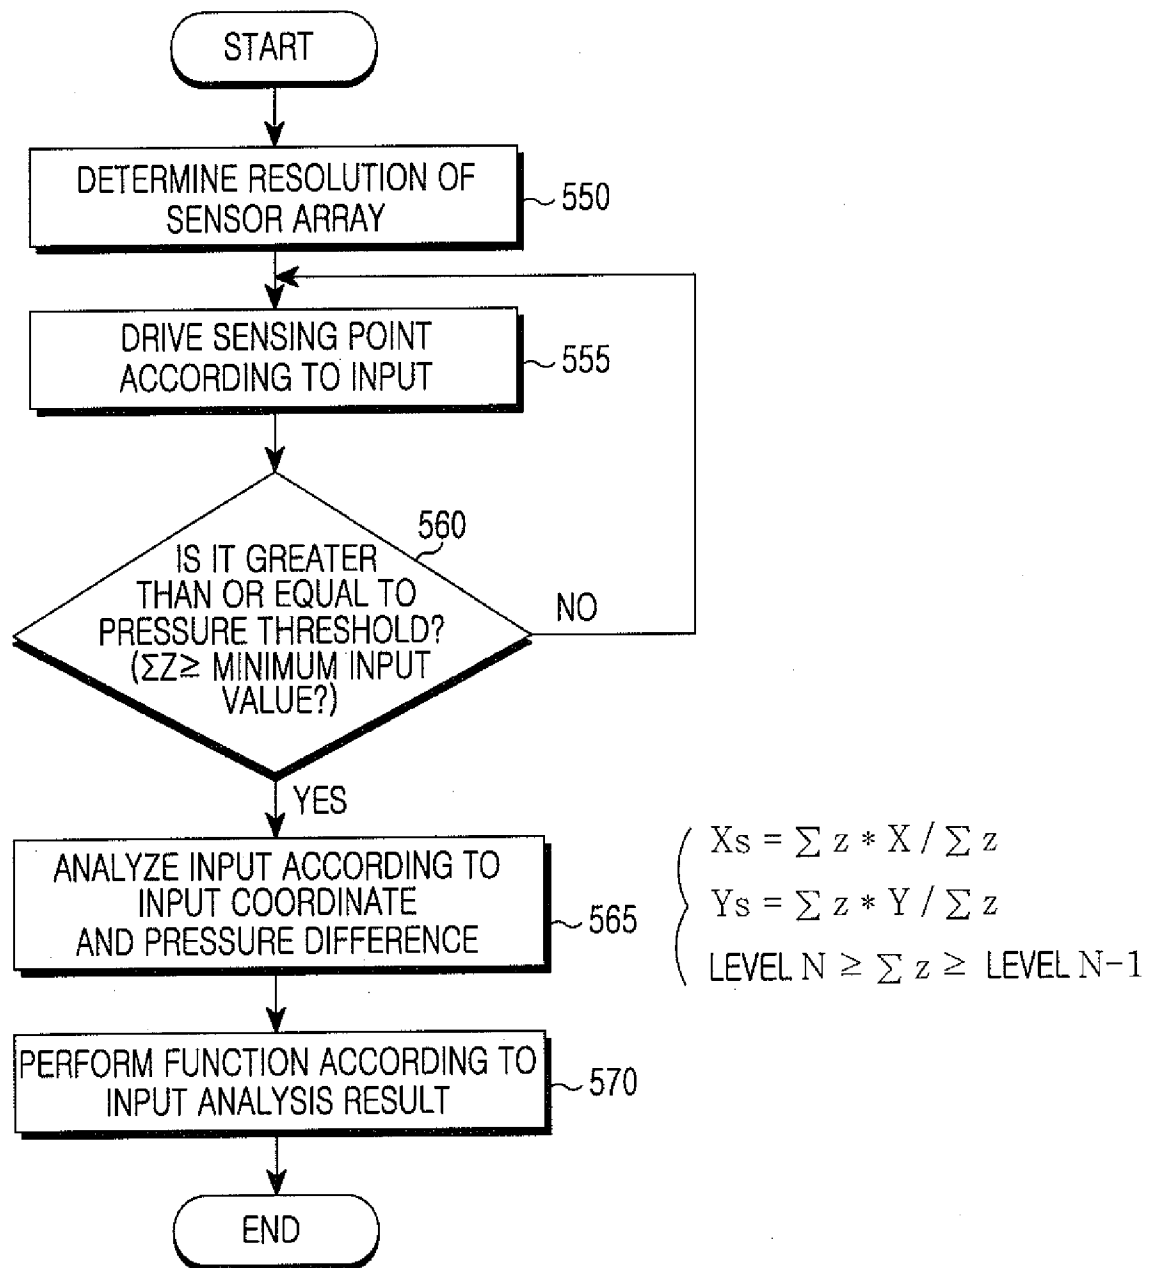 START
DETERMINE RESOLUTION OF
SENSOR ARRAY
550
DRIVE SENSING POINT
ACCORDING TO INPUT
555
560
IS IT GREATER
THAN OR EQUAL TO
PRESSURE THRESHOLD?
(ΣZ≥ MINIMUM INPUT
VALUE?)
NO
YES
ANALYZE INPUT ACCORDING TO
INPUT COORDINATE
AND PRESSURE DIFFERENCE
565
Xs = ∑ z * X / ∑ z
Ys = ∑ z * Y / ∑ z
LEVEL N ≥ ∑ z ≥ LEVEL N-1
PERFORM FUNCTION ACCORDING TO
INPUT ANALYSIS RESULT
570
END